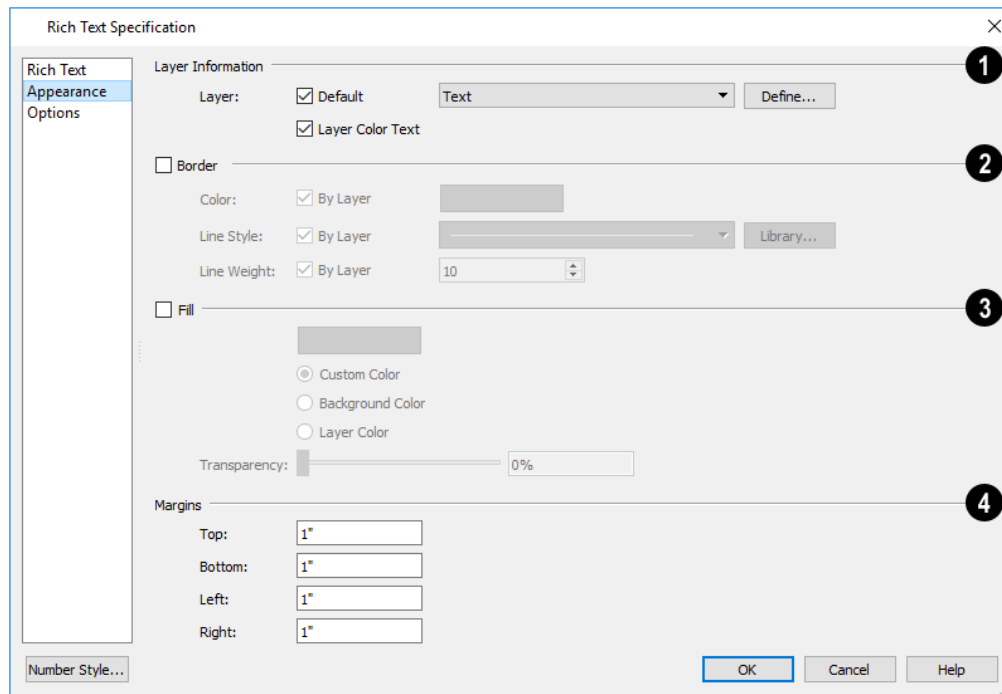 Rich Text Specification
Rich Text
Appearance
Options
Layer Information 1
Layer: Default Text Define...
Layer Color Text
Border 2
Color: By Layer
Line Style: By Layer Library...
Line Weight: By Layer 10
Fill 3
Custom Color
Background Color
Layer Color
Transparency: 0%
Margins 4
Top: 1"
Bottom: 1"
Left: 1"
Right: 1"
Number Style... OK Cancel Help